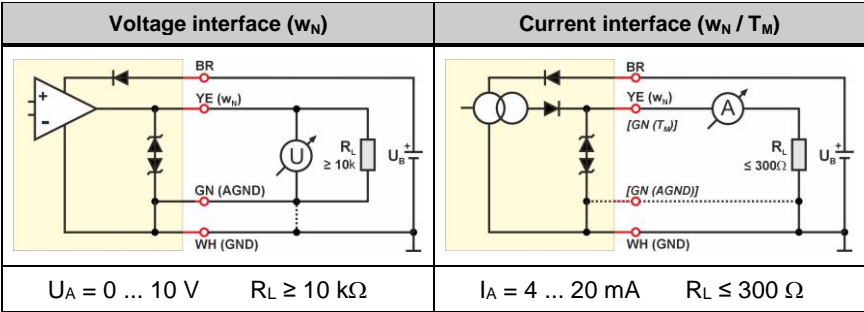 Voltage interface (wN)
Current interface (wN / TM)
BR
YE (wN)
+
-
U
RL
≥ 10k
UB
+
GN (AGND)
WH (GND)
BR
YE (wN)
[GN (TM)]
A
RL
≤ 300Ω
UB
+
[GN (AGND)]
WH (GND)
UA = 0 ... 10 V RL ≥ 10 kΩ
IA = 4 ... 20 mA RL ≤ 300 Ω